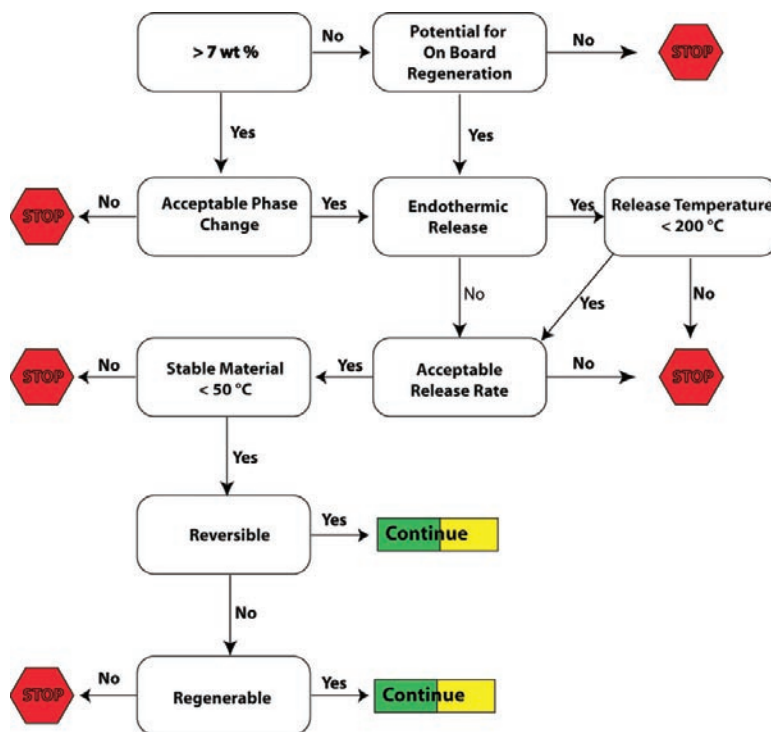 > 7 wt %
No
Potential for
On Board
Regeneration
No
STOP
Yes
Yes
STOP
No
Acceptable Phase
Change
Yes
Endothermic
Release
Yes
Release Temperature
< 200 °C
No
Yes
No
STOP
No
Stable Material
< 50 °C
Yes
Acceptable
Release Rate
No
STOP
Yes
Reversible
Yes
Continue
No
STOP
No
Regenerable
Yes
Continue